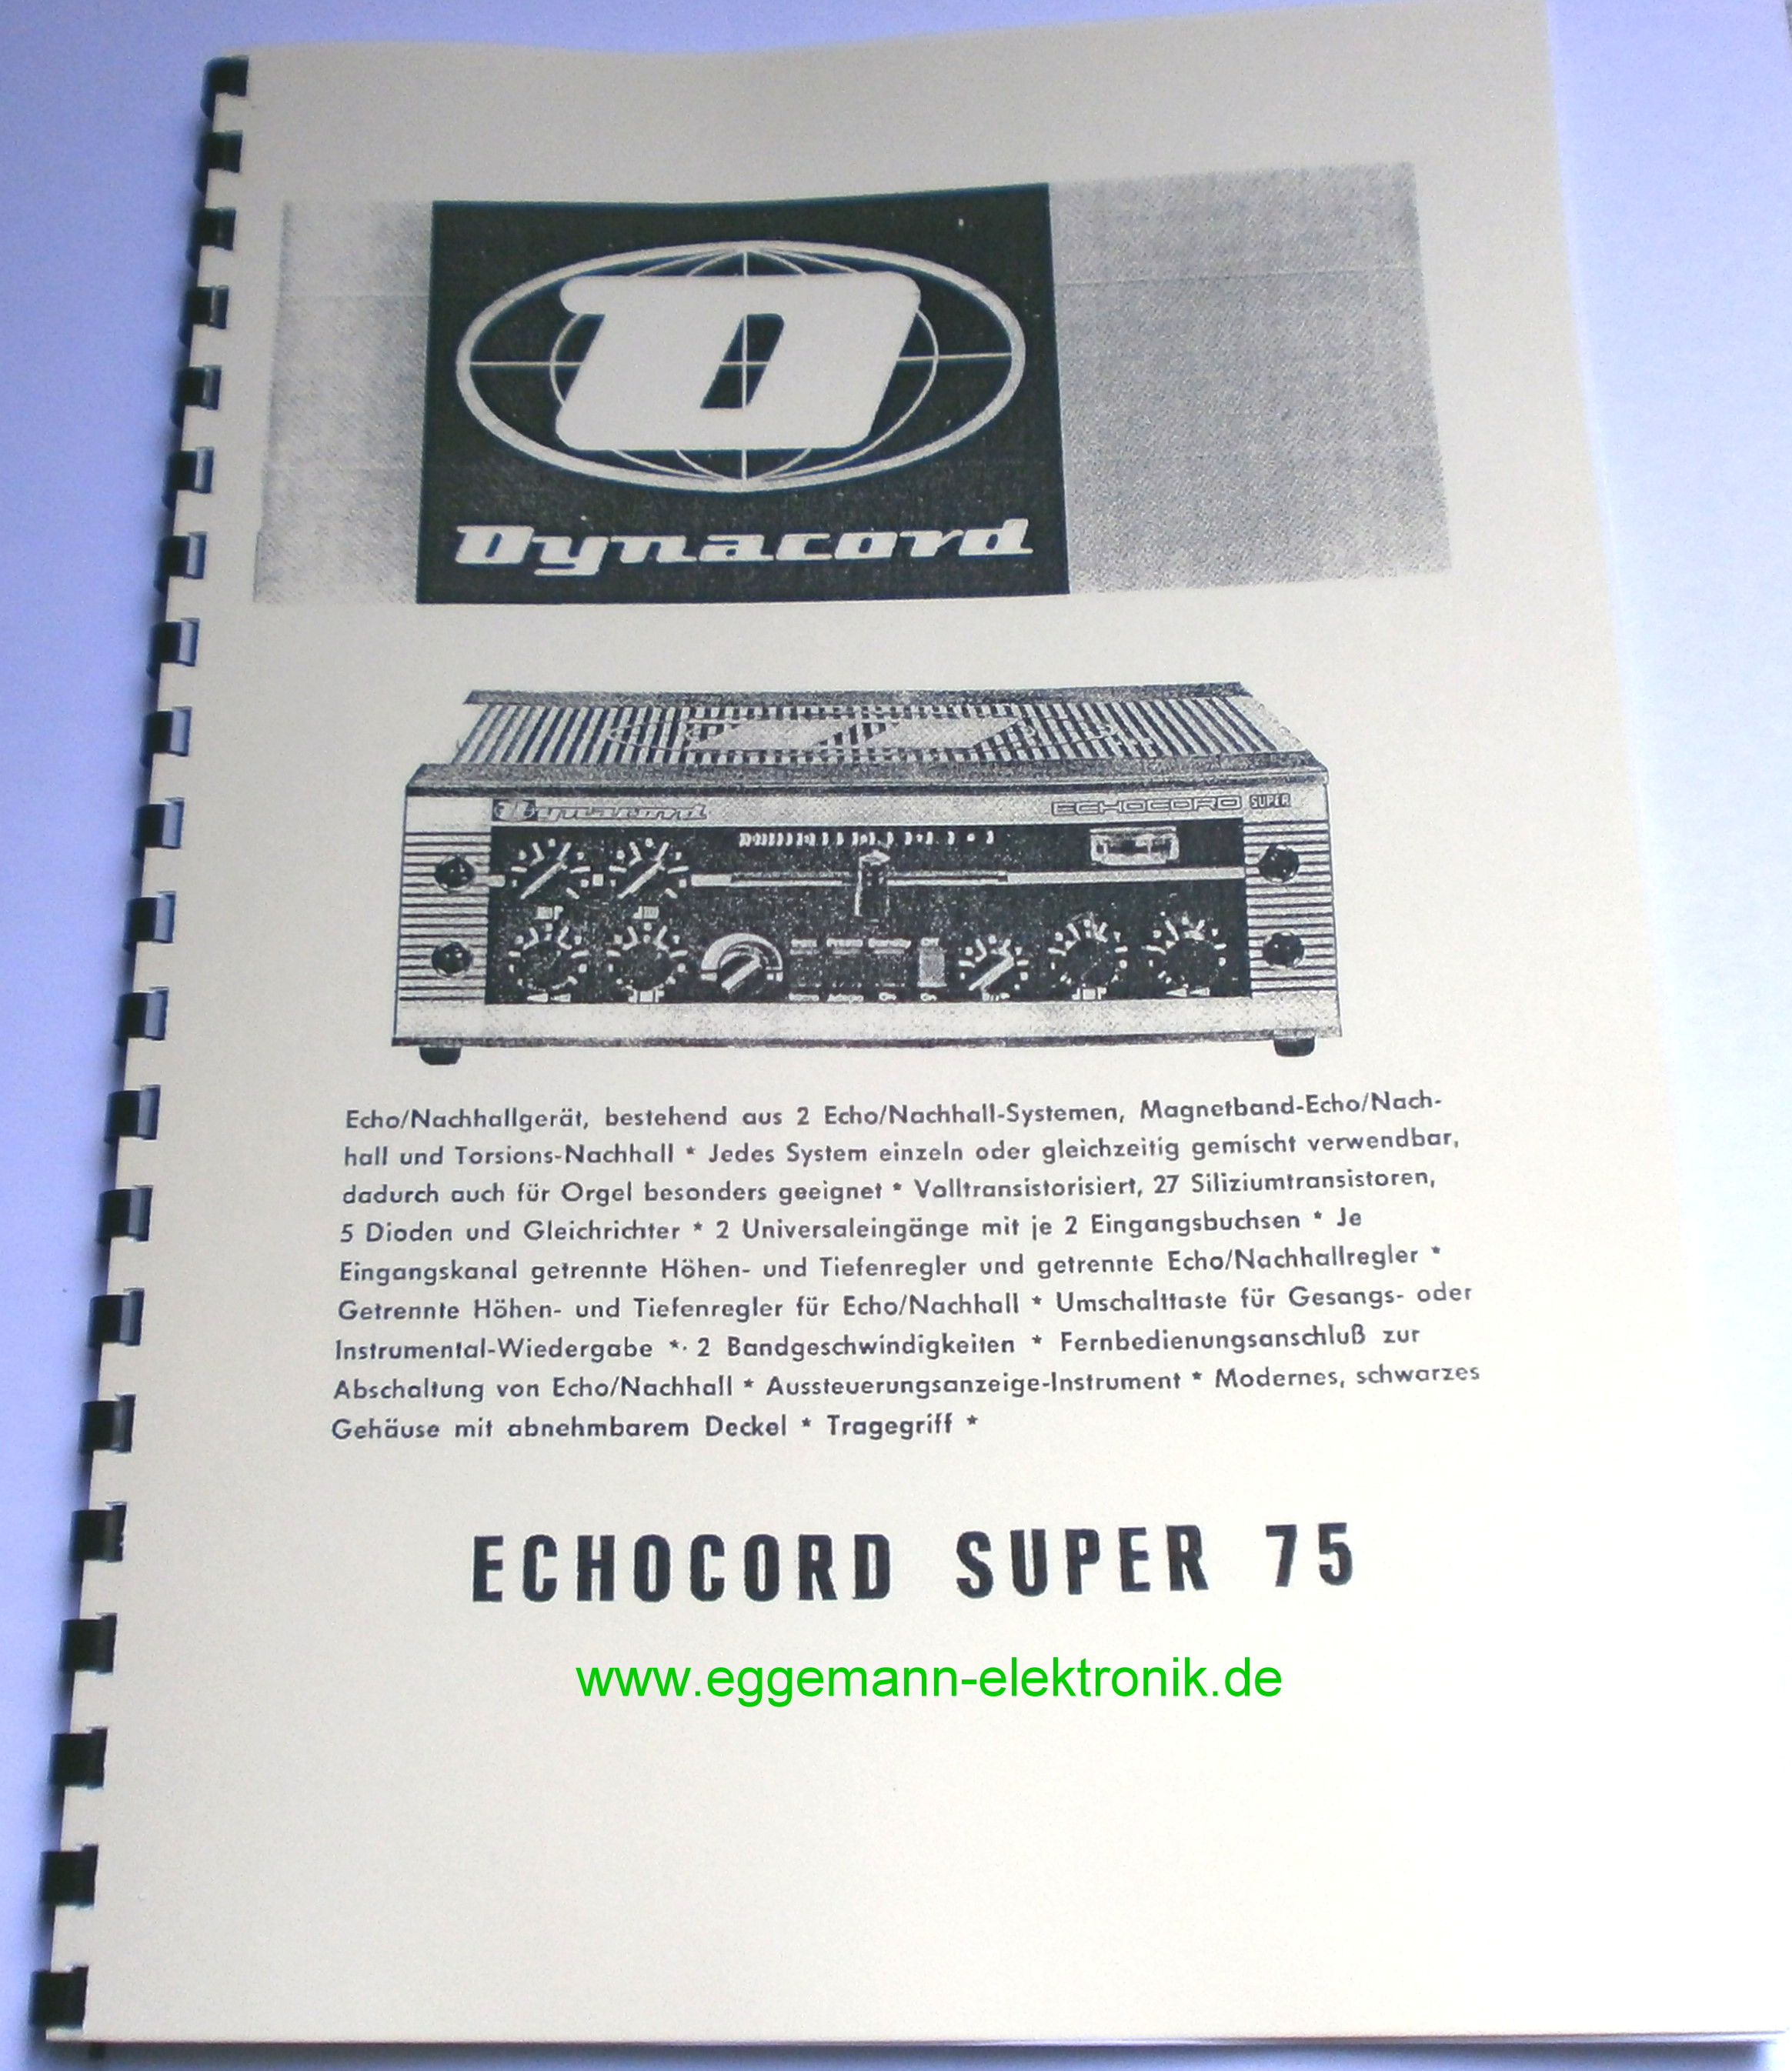 Dynacord
Dynacord
ECHOCORD SUPER
Echo/Nachhallgerät, bestehend aus 2 Echo/Nachhall-Systemen, Magnetband-Echo/Nach-
hall und Torsions-Nachhall * Jedes System einzeln oder gleichzeitig gemischt verwendbar,
dadurch auch für Orgel besonders geeignet * Volltransistorisiert, 27 Siliziumtransistoren,
5 Dioden und Gleichrichter * 2 Universaleingänge mit je 2 Eingangsbuchsen * Je
Eingangskanal getrennte Höhen- und Tiefenregler und getrennte Echo/Nachhallregler *
Getrennte Höhen- und Tiefenregler für Echo/Nachhall * Umschalttaste für Gesangs- oder
Instrumental-Wiedergabe * 2 Bandgeschwindigkeiten * Fernbedienungsanschluß zur
Abschaltung von Echo/Nachhall * Aussteuerungsanzeige-Instrument * Modernes, schwarzes
Gehäuse mit abnehmbarem Deckel * Tragegriff *
ECHOCORD SUPER 75
www.eggemann-elektronik.de